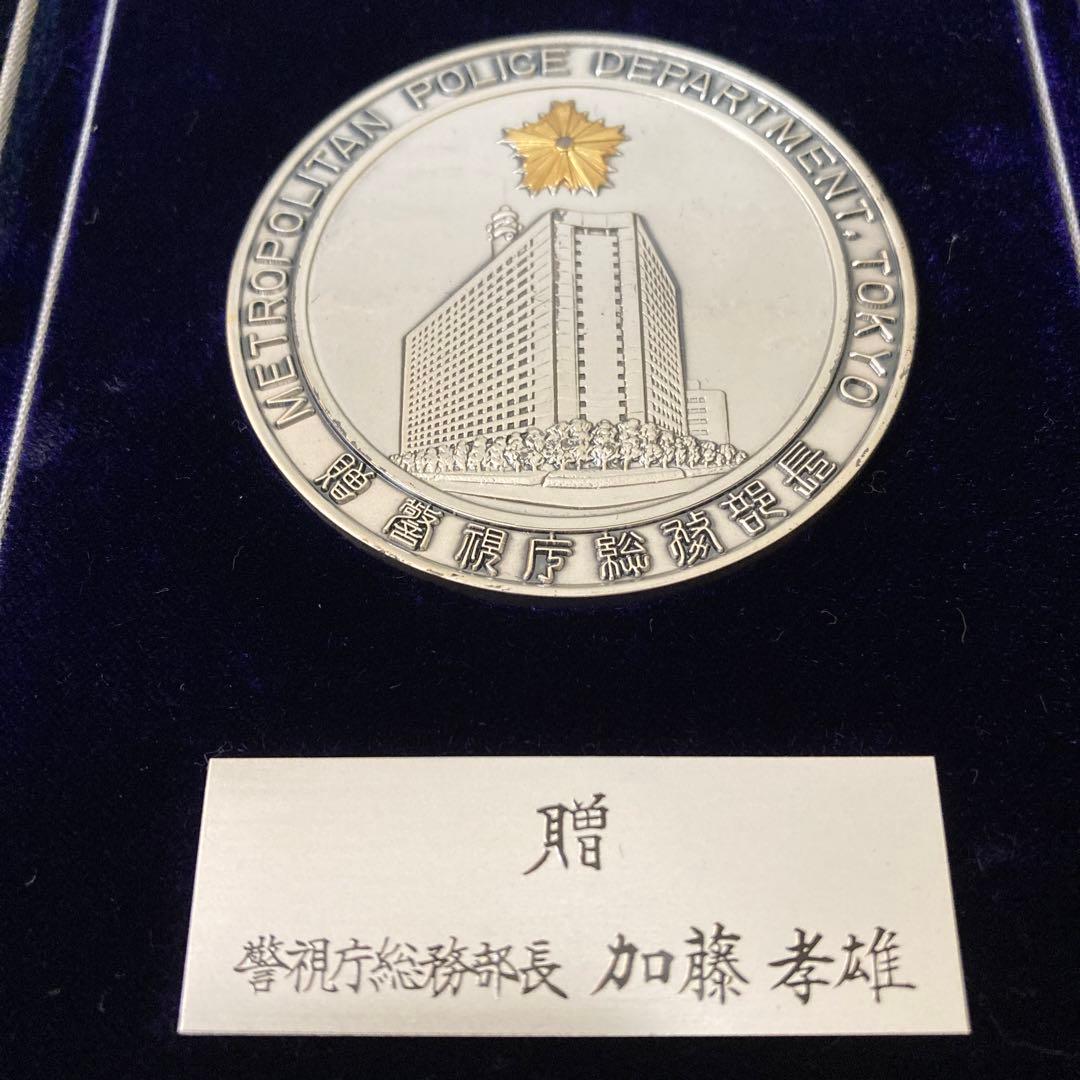 METROPOLITAN POLICE DEPARTMENT, TOKYO
贈 警視庁総務部長
贈
警視庁総務部長 加藤 孝雄